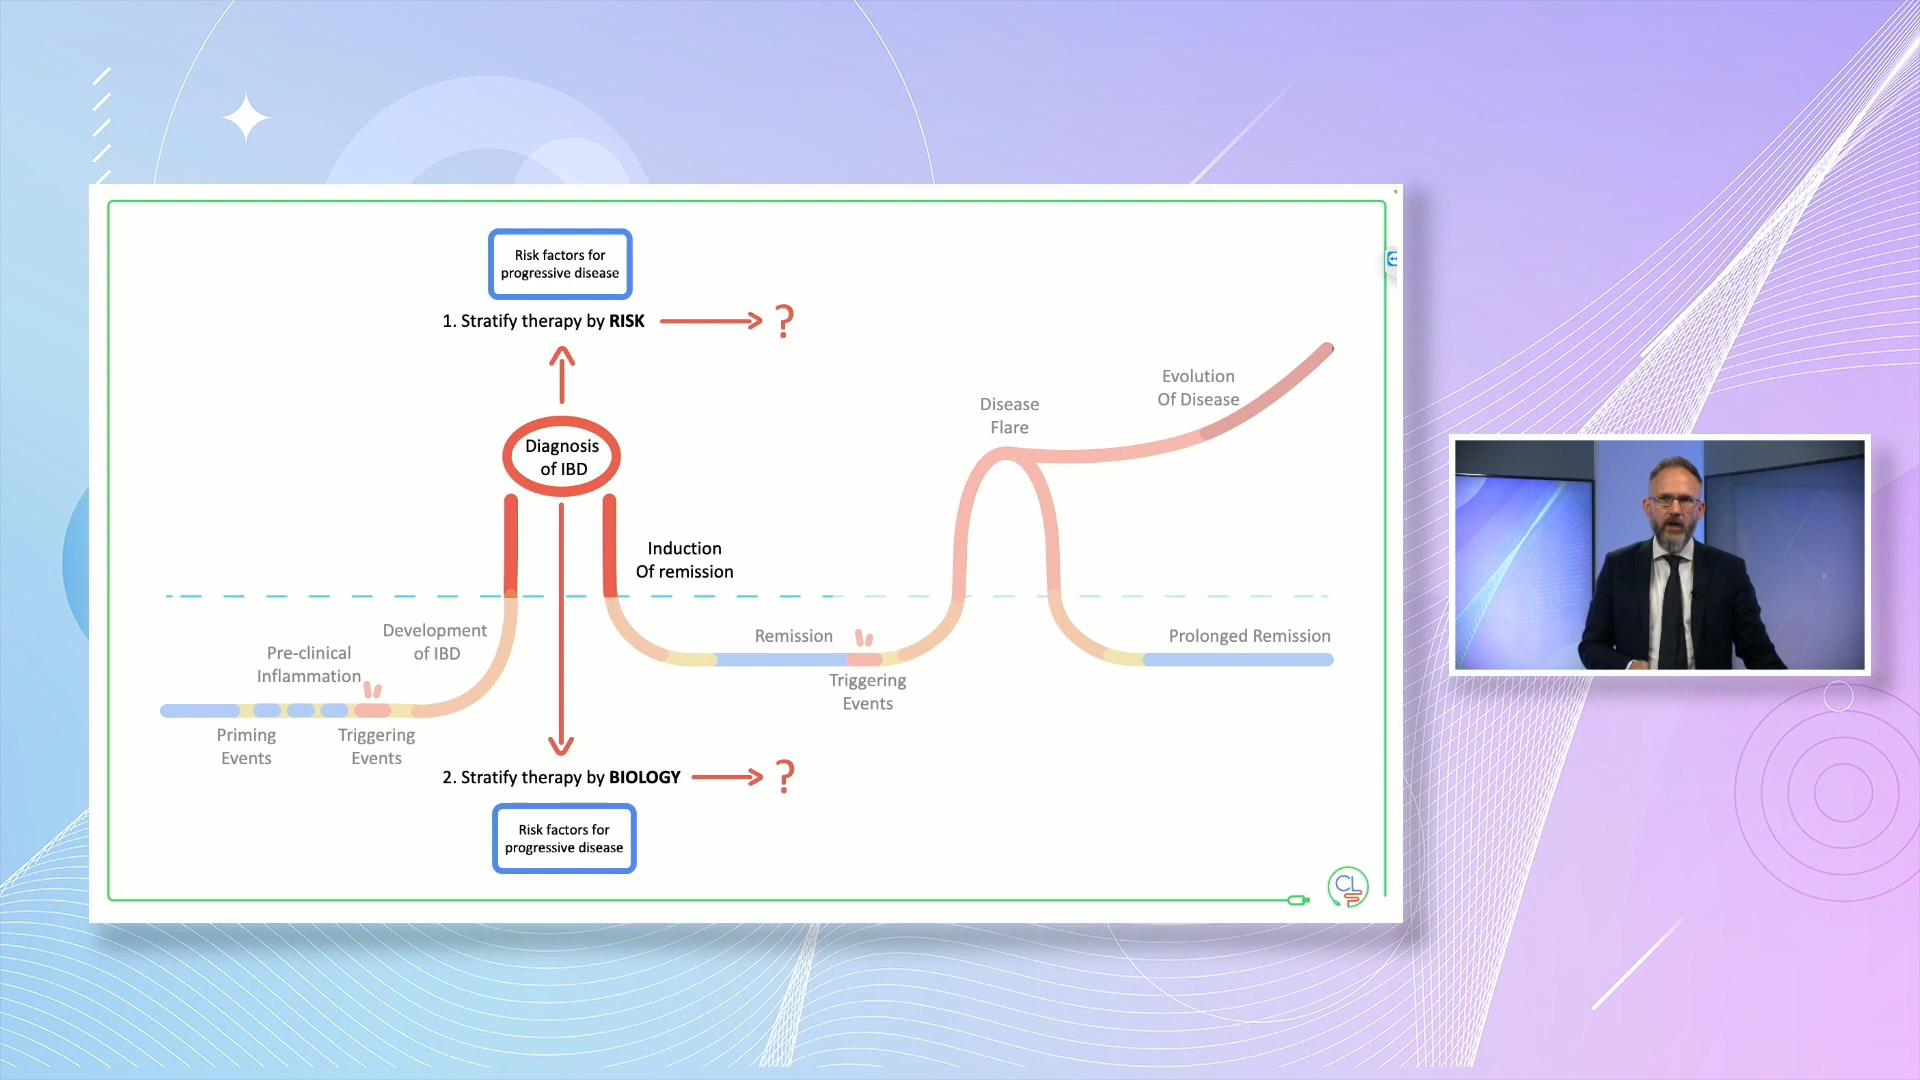 Risk factors for
progressive disease
1. Stratify therapy by RISK
?
Evolution
Of Disease
Disease
Flare
Diagnosis
of IBD
Induction
Of remission
Development
of IBD
Pre-clinical
Inflammation
Remission
Prolonged Remission
Triggering
Events
Priming
Events
Triggering
Events
2. Stratify therapy by BIOLOGY
?
Risk factors for
progressive disease
CL